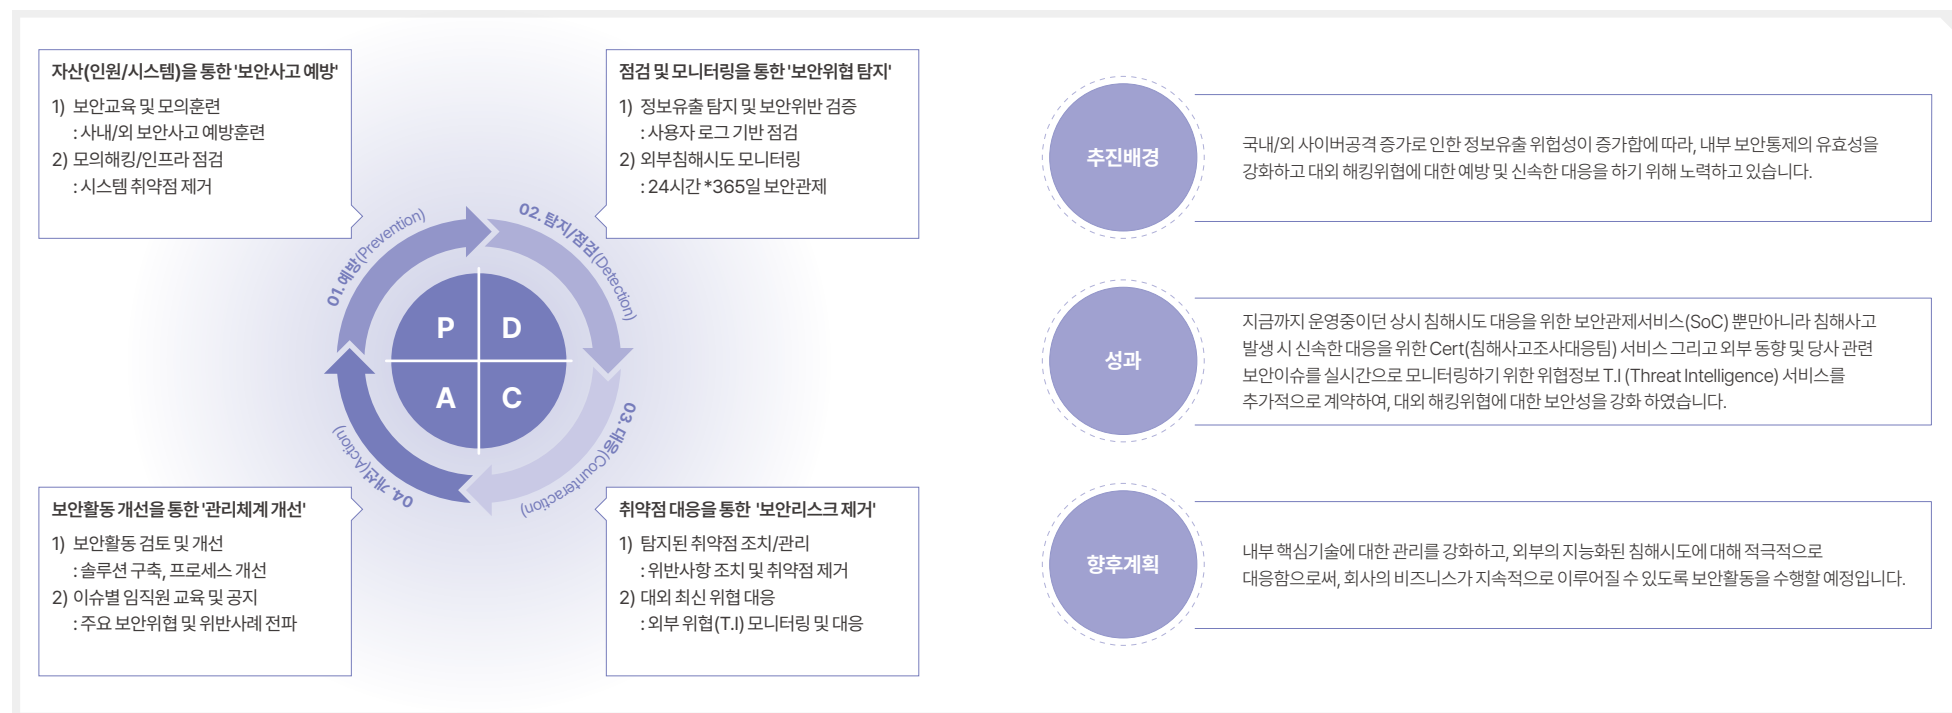 자산(인원/시스템)을 통한 '보안사고 예방'
1) 보안교육 및 모의훈련
: 사내/외 보안사고 예방훈련
2) 모의해킹/인프라 점검
: 시스템 취약점 제거
점검 및 모니터링을 통한 '보안위협 탐지'
1) 정보유출 탐지 및 보안위반 검증
: 사용자 로그 기반 점검
2) 외부침해시도 모니터링
: 24시간 *365일 보안관제
01. 예방(Prevention)
02. 탐지/점검(Detection)
P
D
A
C
03. 대응(Counteraction)
04. 개선(Action)
보안활동 개선을 통한 '관리체계 개선'
1) 보안활동 검토 및 개선
: 솔루션 구축, 프로세스 개선
2) 이슈별 임직원 교육 및 공지
: 주요 보안위협 및 위반사례 전파
취약점 대응을 통한 '보안리스크 제거'
1) 탐지된 취약점 조치/관리
: 위반사항 조치 및 취약점 제거
2) 대외 최신 위협 대응
: 외부 위협(T.I) 모니터링 및 대응
추진배경
국내/외 사이버공격 증가로 인한 정보유출 위험성이 증가함에 따라, 내부 보안통제의 유효성을
강화하고 대외 해킹위협에 대한 예방 및 신속한 대응을 하기 위해 노력하고 있습니다.
성과
지금까지 운영중이던 상시 침해시도 대응을 위한 보안관제서비스(SoC) 뿐만아니라 침해사고
발생 시 신속한 대응을 위한 Cert(침해사고조사대응팀) 서비스 그리고 외부 동향 및 당사 관련
보안이슈를 실시간으로 모니터링하기 위한 위협정보 T.I (Threat Intelligence) 서비스를
추가적으로 계약하여, 대외 해킹위협에 대한 보안성을 강화 하였습니다.
향후계획
내부 핵심기술에 대한 관리를 강화하고, 외부의 지능화된 침해시도에 대해 적극적으로
대응함으로써, 회사의 비즈니스가 지속적으로 이루어질 수 있도록 보안활동을 수행할 예정입니다.